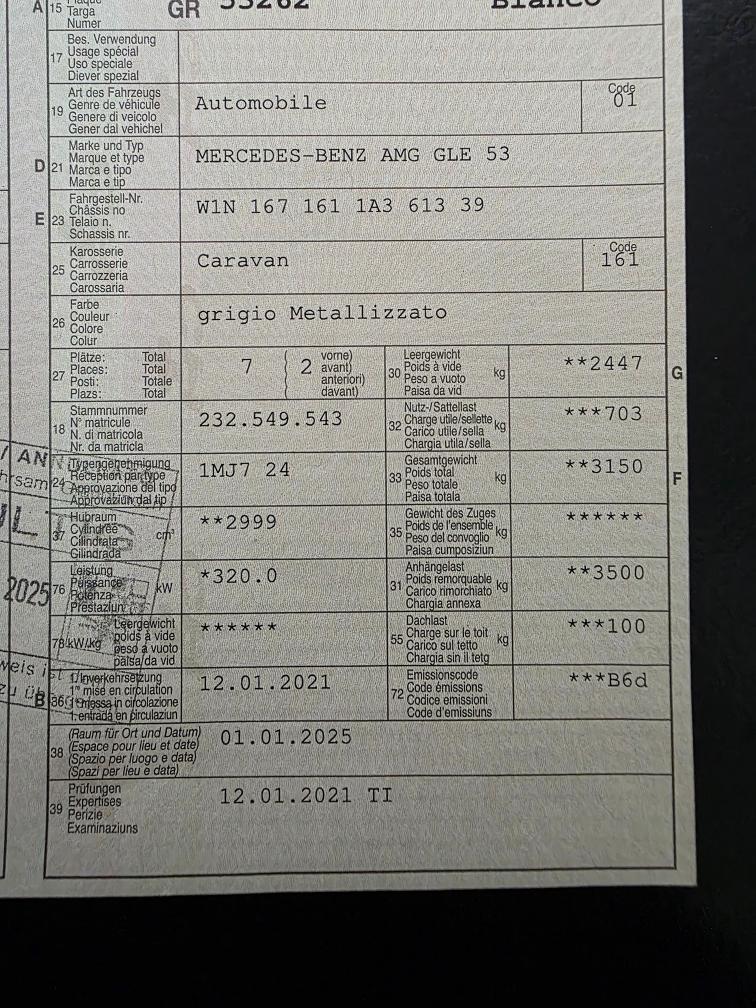 A 15 Targa GR
Numer
17 Bes. Verwendung
Usage spécial
Uso speciale
Diever spezial
19 Art des Fahrzeugs
Genre de véhicule
Genere di veicolo
Gener dal vehichel
Automobile
Code
01
D 21 Marke und Typ
Marque et type
Marca e tipo
Marca e tip
MERCEDES-BENZ AMG GLE 53
E 23 Fahrgestell-Nr.
Châssis no
Telaio n.
Schassis nr.
W1N 167 161 1A3 613 39
25 Karosserie
Carrosserie
Carrozzeria
Carossaria
Caravan
Code
161
26 Farbe
Couleur
Colore
Colur
grigio Metallizzato
27 Plätze: Total
Places: Total
Posti: Totale
Plazs: Total
7 ( 2 vorne)
avant)
anteriori)
davant)
30 Leergewicht
Poids à vide
Peso a vuoto
Paisa da vid
kg
**2447
G
18 Stammnummer
N° matricule
N. di matricola
Nr. da matricla
232.549.543
32 Nutz-/Sattellast
Charge utile/sellette
Carico utile/sella
Chargia utila/sella
kg
***703
24 Typengenehmigung
Réception par type
Approvazione del tipo
Approvaziun dal tip
1MJ7 24
33 Gesamtgewicht
Poids total
Peso totale
Paisa totala
kg
**3150
F
37 Hubraum
Cylindrée
Cilindrata
Cilindrada
cm³
**2999
35 Gewicht des Zuges
Poids de l'ensemble
Peso del convoglio
Paisa cumposiziun
kg
******
76 Leistung
Puissance
Potenza
Prestaziun
kW
*320.0
31 Anhängelast
Poids remorquable
Carico rimorchiato
Chargia annexa
kg
**3500
78 kW/kg Leergewicht
poids à vide
peso a vuoto
paisa da vid
******
55 Dachlast
Charge sur le toit
Carico sul tetto
Chargia sin il tetg
kg
***100
B 36 1. Inverkehrsetzung
1re mise en circulation
1a messa in circolazione
1. entrada en circulaziun
12.01.2021
72 Emissionscode
Code émissions
Codice emissioni
Code d'emissiuns
***B6d
38 (Raum für Ort und Datum)
(Espace pour lieu et date)
(Spazio per luogo e data)
(Spazi per lieu e data)
01.01.2025
39 Prüfungen
Expertises
Perizie
Examinaziuns
12.01.2021 TI
2025